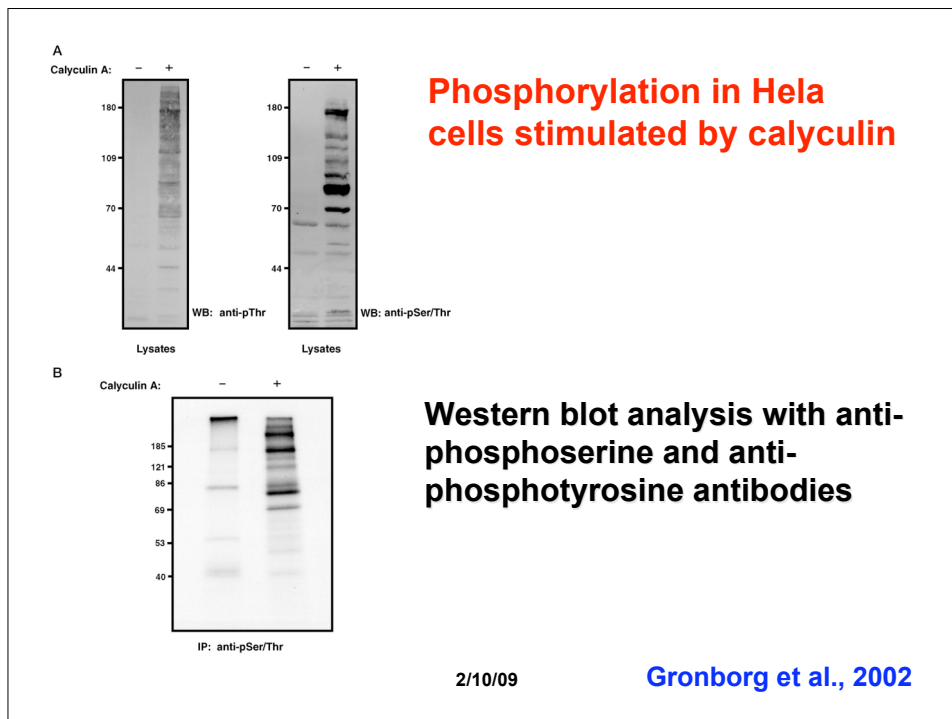 A
Calyculin A: – +
180
109
70
44
WB: anti-pThr
Lysates
– +
180
109
70
44
WB: anti-pSer/Thr
Lysates
Phosphorylation in Hela
cells stimulated by calyculin
B
Calyculin A: – +
185
121
86
69
53
40
IP: anti-pSer/Thr
Western blot analysis with anti-
phosphoserine and anti-
phosphotyrosine antibodies
2/10/09
Gronborg et al., 2002